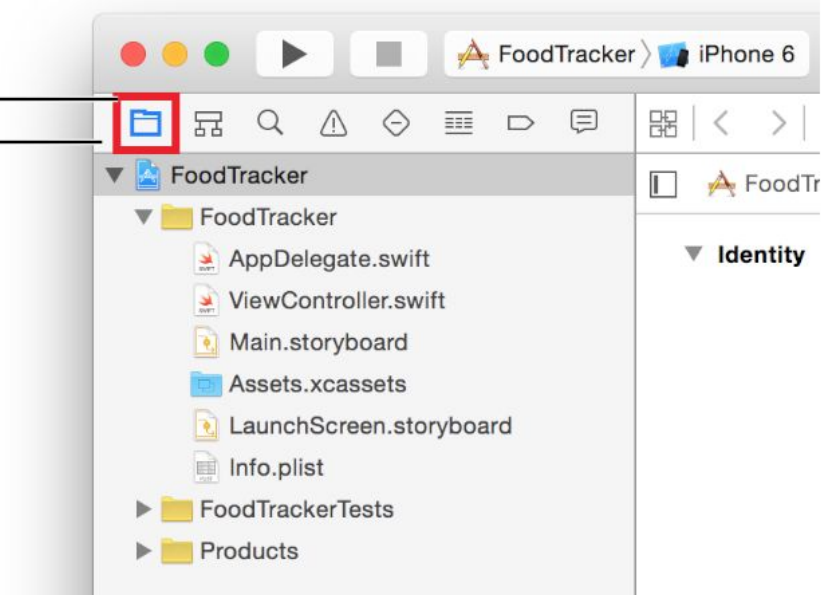 FoodTracker iPhone 6
FoodTracker
FoodTr
FoodTracker
Identity
AppDelegate.swift
ViewController.swift
Main.storyboard
Assets.xcassets
LaunchScreen.storyboard
Info.plist
FoodTrackerTests
Products